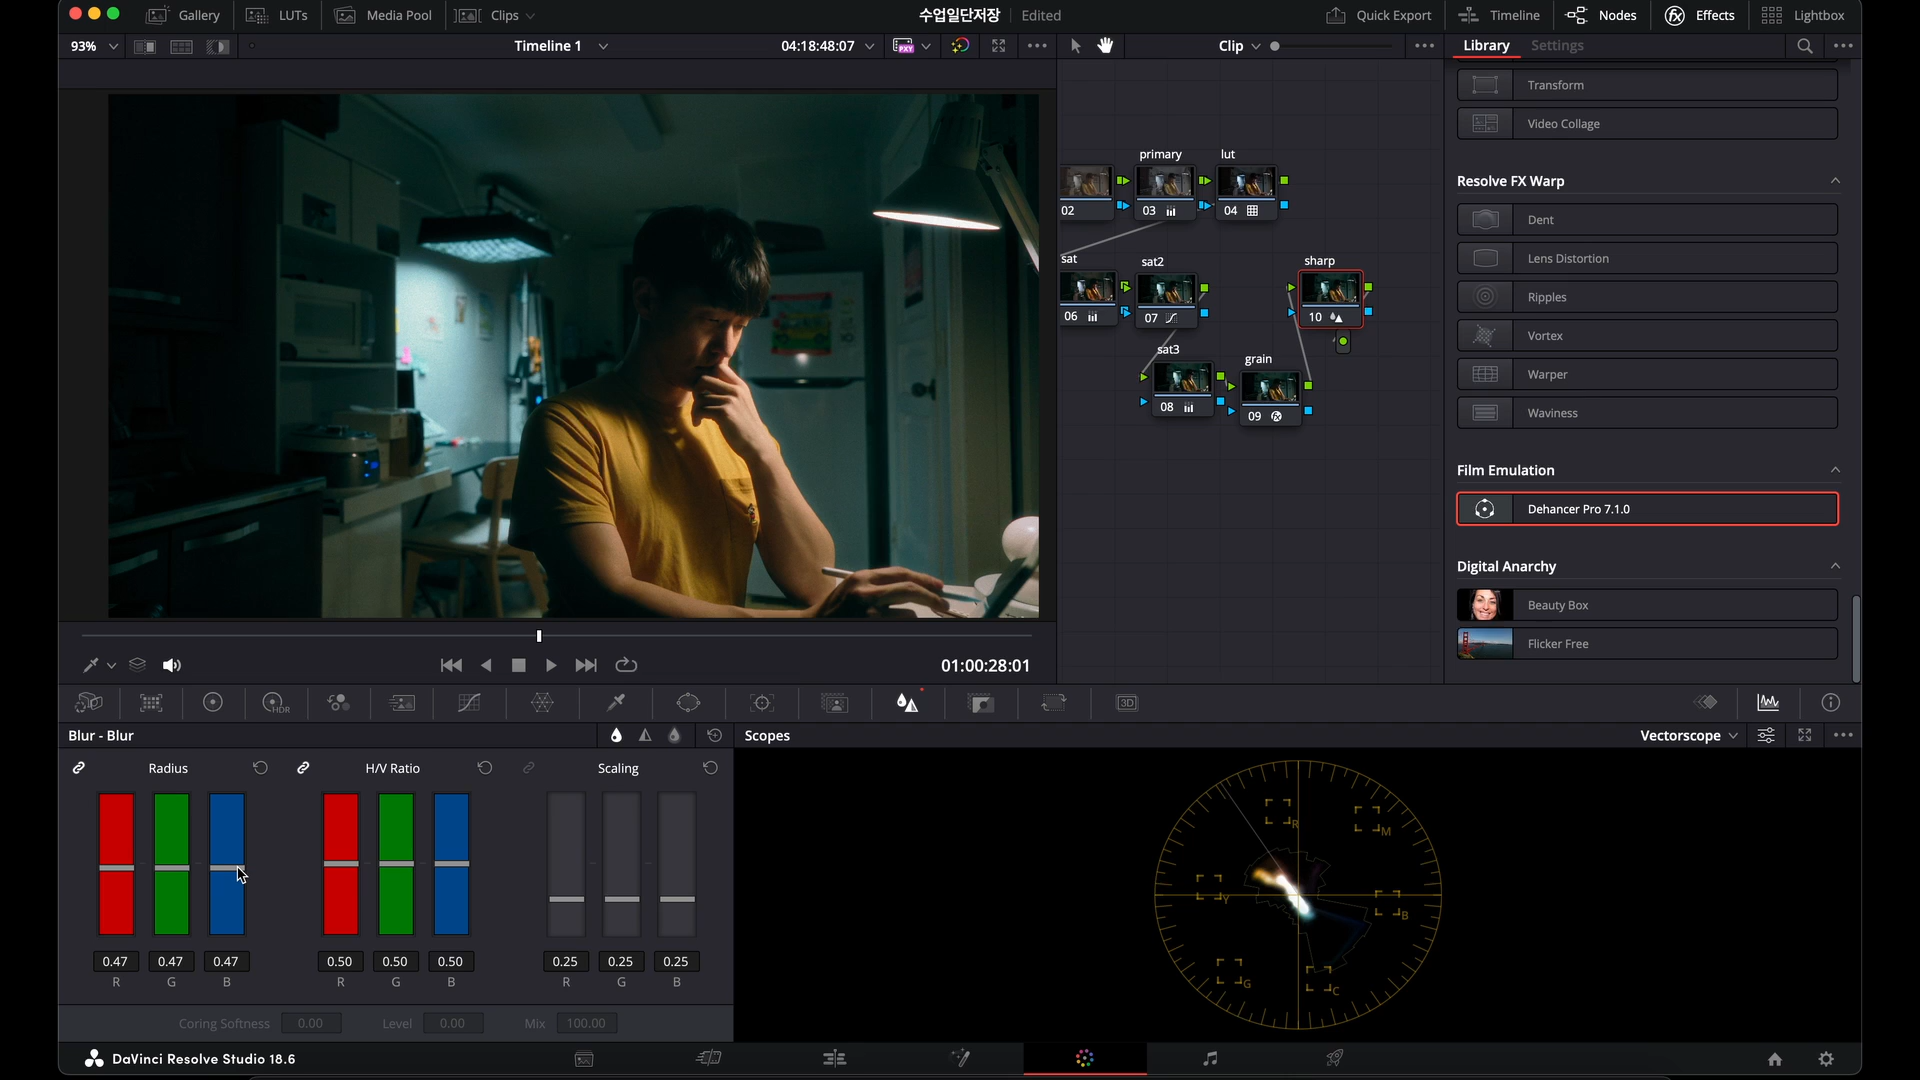 Gallery LUTs Media Pool Clips 수업일단저장 Edited Quick Export Timeline Nodes Effects Lightbox
93% Timeline 1 04:18:48:07 PXY Clip Library Settings
Transform
Video Collage
primary lut
Resolve FX Warp
02 03 04
Dent
sat sat2 sharp
Lens Distortion
Ripples
06 07 10
Vortex
sat3 grain
Warper
08 09
Waviness
Film Emulation
Dehancer Pro 7.1.0
Digital Anarchy
Beauty Box
Flicker Free
01:00:28:01
HDR 3D
Blur - Blur Scopes Vectorscope
Radius H/V Ratio Scaling
R M
Y B
G C
0.47 0.47 0.47 0.50 0.50 0.50 0.25 0.25 0.25
R G B R G B R G B
Coring Softness 0.00 Level 0.00 Mix 100.00
DaVinci Resolve Studio 18.6